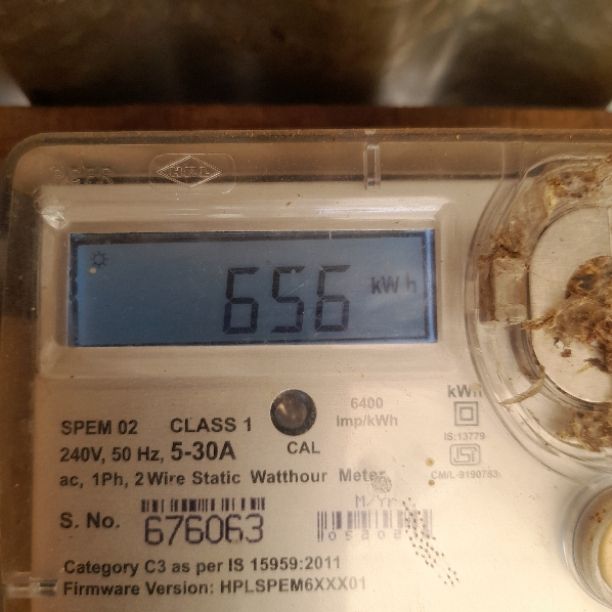 HPL
656 kWh
6400
imp/kWh
kWh
SPEM 02 CLASS 1
CAL
IS:13779
240V, 50 Hz, 5-30A
CM/L-9190783
ac, 1Ph, 2 Wire Static Watthour Meter
M/Yr
S. No. 676063
Category C3 as per IS 15959:2011
Firmware Version: HPLSPEM6XXX01